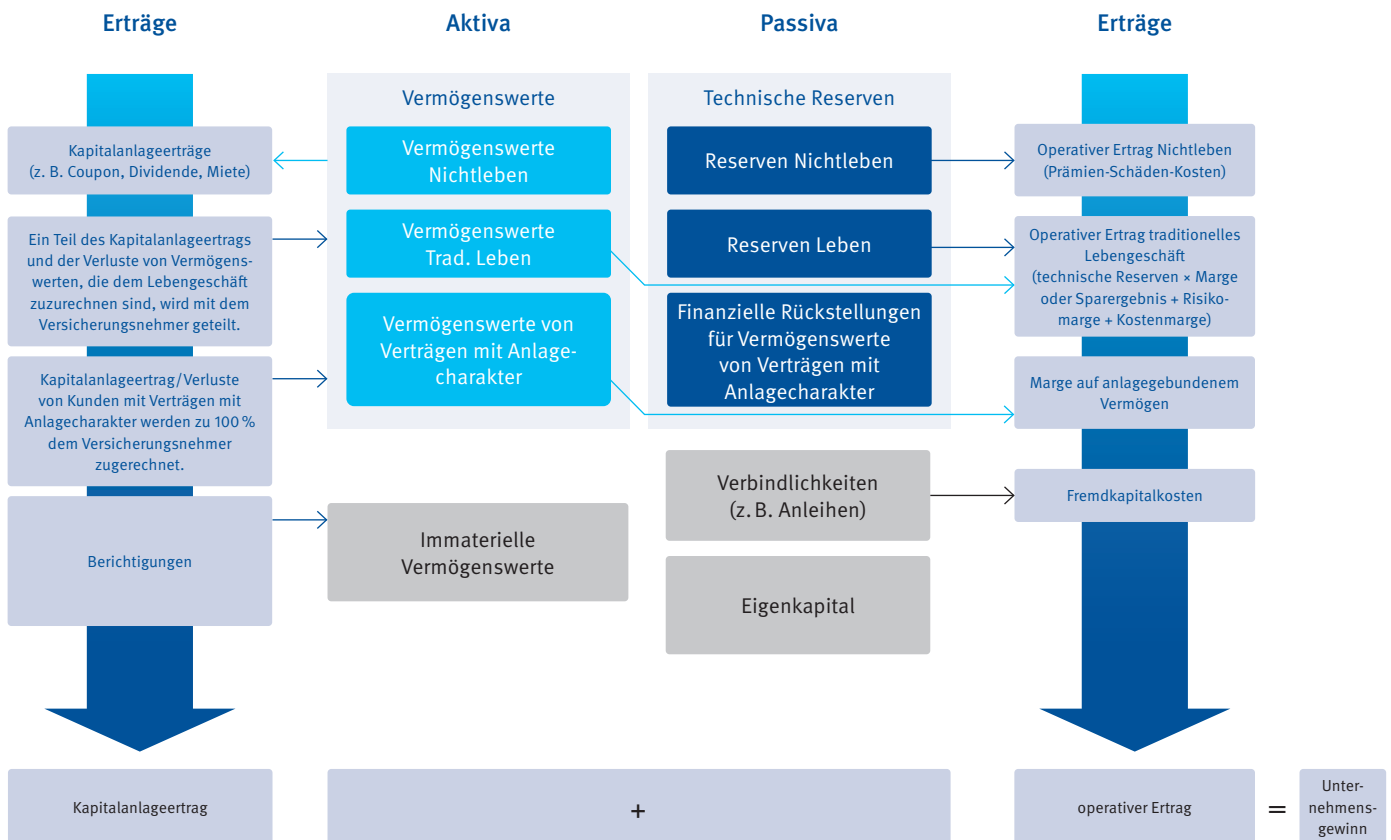 Erträge
Aktiva
Passiva
Erträge
Vermögenswerte
Technische Reserven
Kapitalanlageerträge
(z. B. Coupon, Dividende, Miete)
Vermögenswerte
Nichtleben
Reserven Nichtleben
Operativer Ertrag Nichtleben
(Prämien-Schäden-Kosten)
Ein Teil des Kapitalanlageertrags
und der Verluste von Vermögens-
werten, die dem Lebengeschäft
zuzurechnen sind, wird mit dem
Versicherungsnehmer geteilt.
Vermögenswerte
Trad. Leben
Reserven Leben
Operativer Ertrag traditionelles
Lebengeschäft
(technische Reserven × Marge
oder Sparergebnis + Risiko-
marge + Kostenmarge)
Vermögenswerte von
Verträgen mit Anlage-
charakter
Finanzielle Rückstellungen
für Vermögenswerte
von Verträgen mit
Anlagecharakter
Kapitalanlageertrag/Verluste
von Kunden mit Verträgen mit
Anlagecharakter werden zu 100 %
dem Versicherungsnehmer
zugerechnet.
Marge auf anlagegebundenem
Vermögen
Verbindlichkeiten
(z. B. Anleihen)
Fremdkapitalkosten
Berichtigungen
Immaterielle
Vermögenswerte
Eigenkapital
Kapitalanlageertrag
+
operativer Ertrag
=
Unter-
nehmens-
gewinn